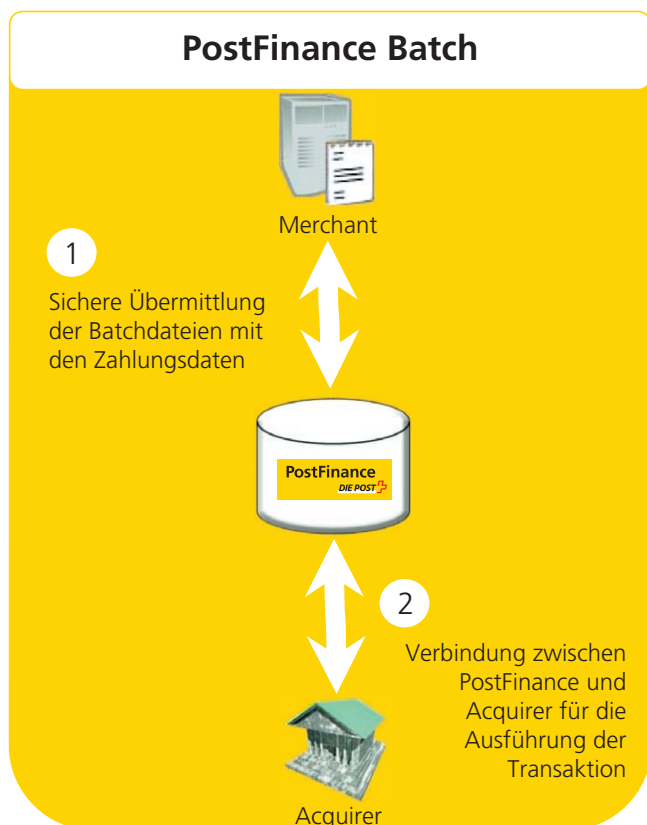 PostFinance Batch
Merchant
1
Sichere Übermittlung
der Batchdateien mit
den Zahlungsdaten
PostFinance
DIE POST
2
Verbindung zwischen
PostFinance und
Acquirer für die
Ausführung der
Transaktion
Acquirer